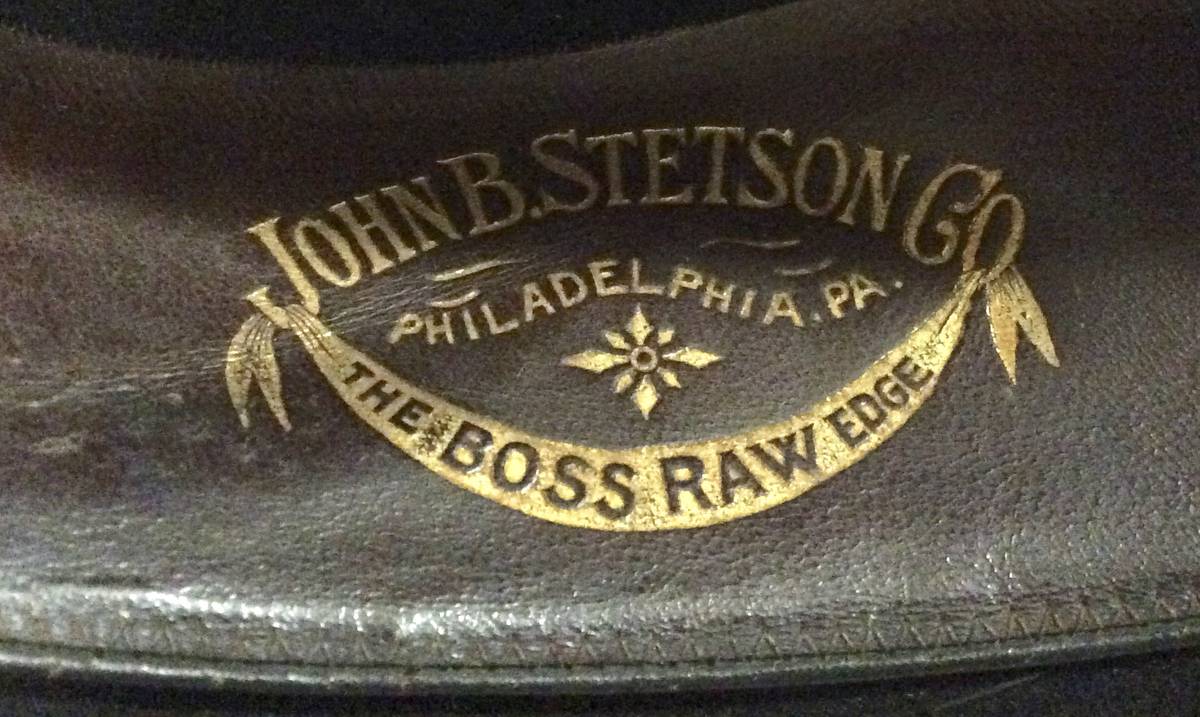 JOHN B. STETSON CO
PHILADELPHIA. PA.
THE BOSS RAW EDGE